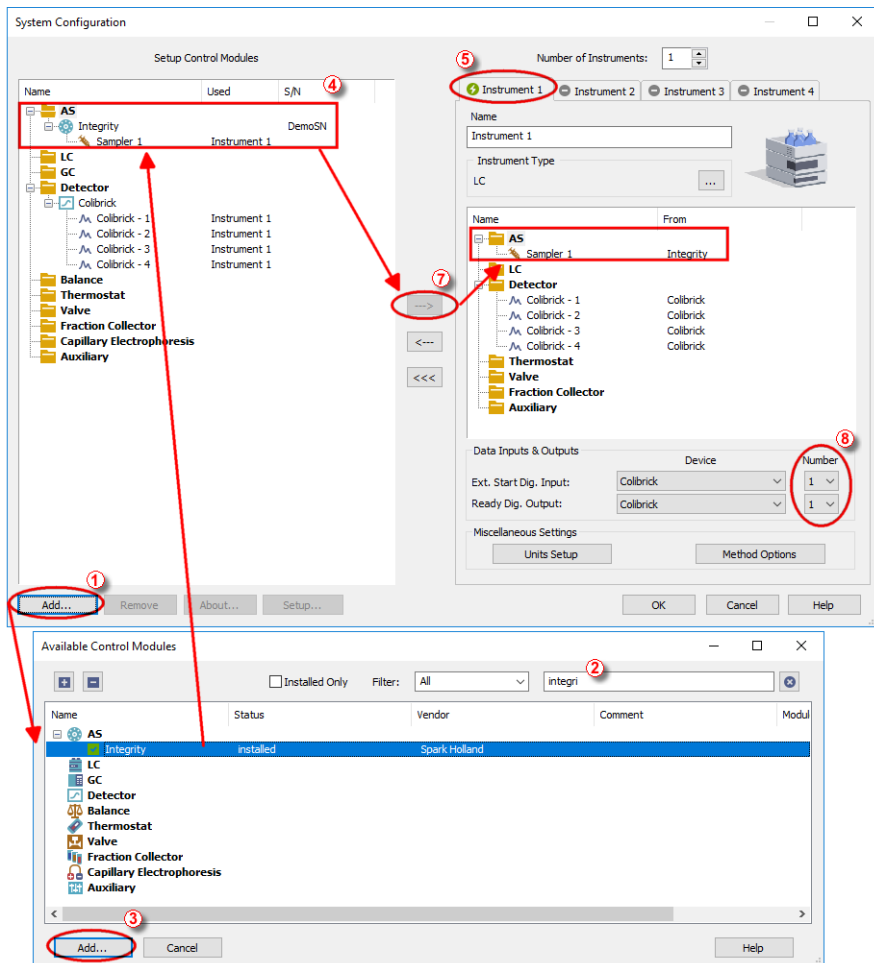 System Configuration
Setup Control Modules
Name Used S/N
④
AS
Integrity DemoSN
Sampler 1 Instrument 1
LC
GC
Detector
Colibrick
Colibrick - 1 Instrument 1
Colibrick - 2 Instrument 1
Colibrick - 3 Instrument 1
Colibrick - 4 Instrument 1
Balance
Thermostat
Valve
Fraction Collector
Capillary Electrophoresis
Auxiliary
①
Add... Remove About... Setup...
⑦
--->
<---
<<<
Number of Instruments: 1
⑤
Instrument 1 Instrument 2 Instrument 3 Instrument 4
Name
Instrument 1
Instrument Type
LC ...
Name From
AS
Sampler 1 Integrity
LC
Detector
Colibrick - 1 Colibrick
Colibrick - 2 Colibrick
Colibrick - 3 Colibrick
Colibrick - 4 Colibrick
Thermostat
Valve
Fraction Collector
Auxiliary
⑧
Data Inputs & Outputs
Device Number
Ext. Start Dig. Input: Colibrick 1
Ready Dig. Output: Colibrick 1
Miscellaneous Settings
Units Setup Method Options
OK Cancel Help
Available Control Modules
Installed Only Filter: All integri ②
Name Status Vendor Comment Modul
AS
Integrity installed Spark Holland
LC
GC
Detector
Balance
Thermostat
Valve
Fraction Collector
Capillary Electrophoresis
Auxiliary
③
Add... Cancel Help